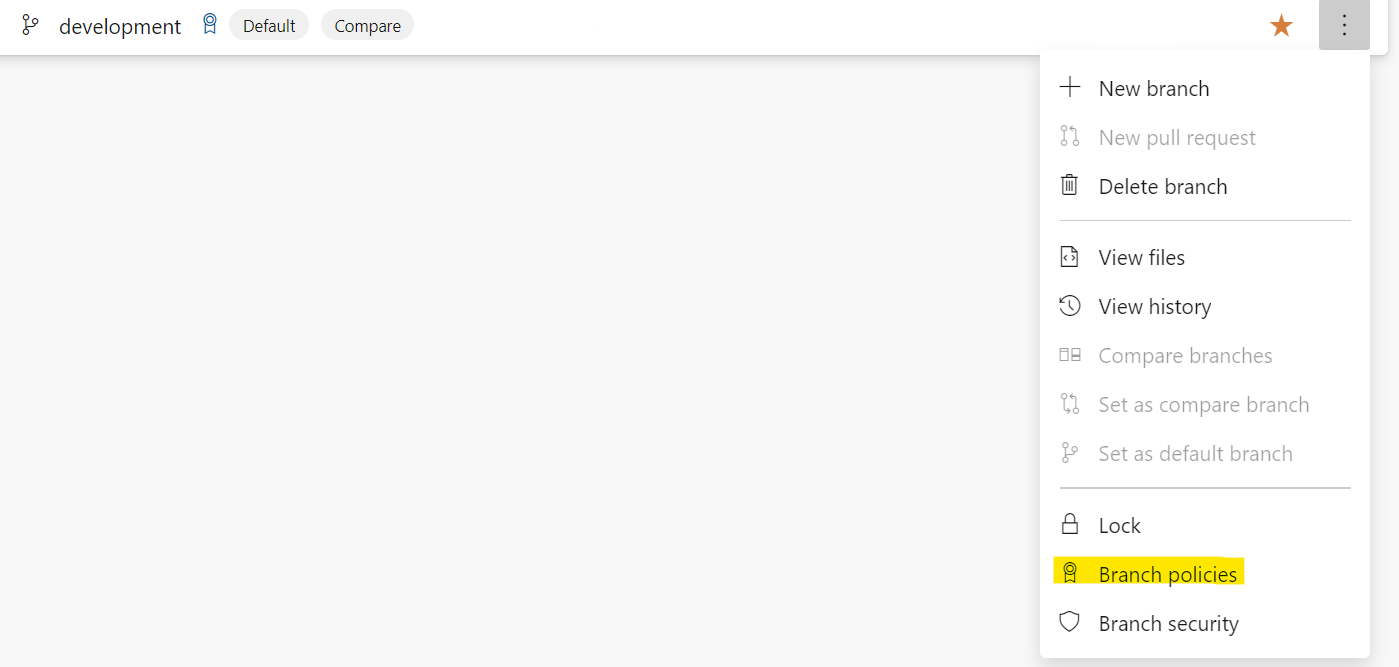 development Default Compare
New branch
New pull request
Delete branch
View files
View history
Compare branches
Set as compare branch
Set as default branch
Lock
Branch policies
Branch security